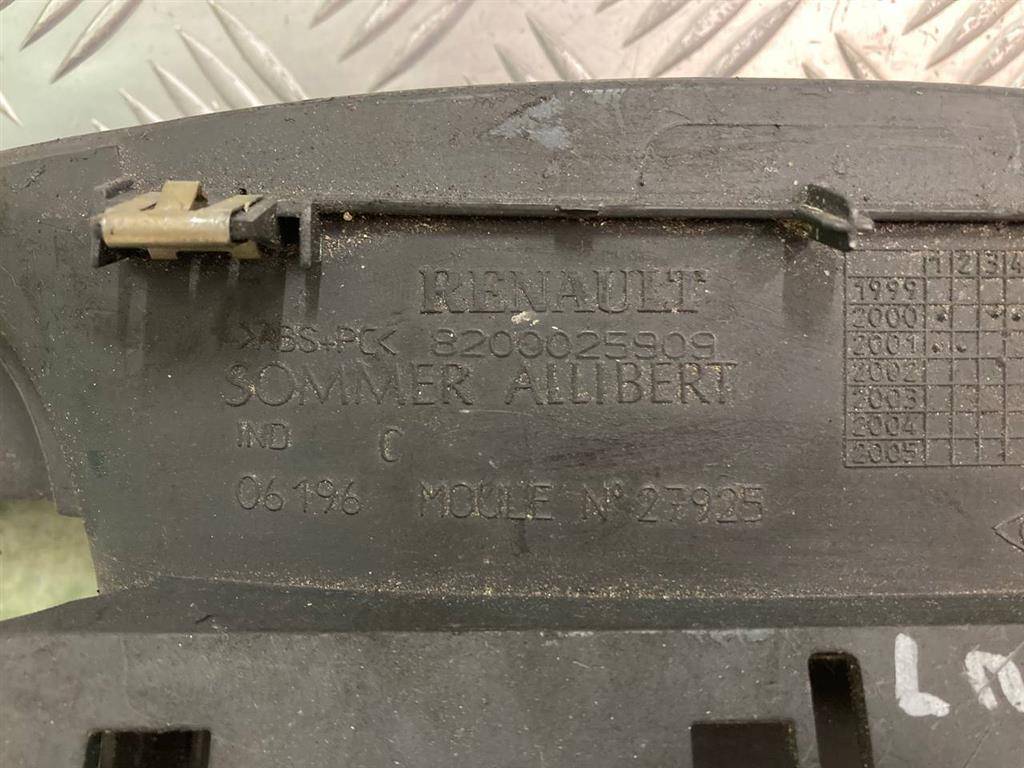 RENAULT
>ABS+PC< 8200025909
SOMMER ALLIBERT
IND C
06196 MOULE N° 27925
1 2 3 4
1999
2000
2001
2002
2003
2004
2005